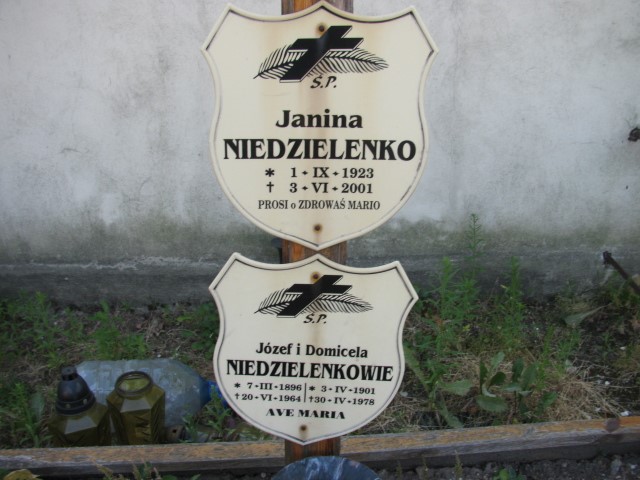 Ś.P.
Janina
NIEDZIELENKO
* 1 • IX • 1923
† 3 • VI • 2001
PROSI o ZDROWAŚ MARIO
Ś.P.
Józef i Domicela
NIEDZIELENKOWIE
* 7 • III • 1896 | * 3 • IV • 1901
† 20 • VI • 1964 | † 30 • IV • 1978
AVE MARIA